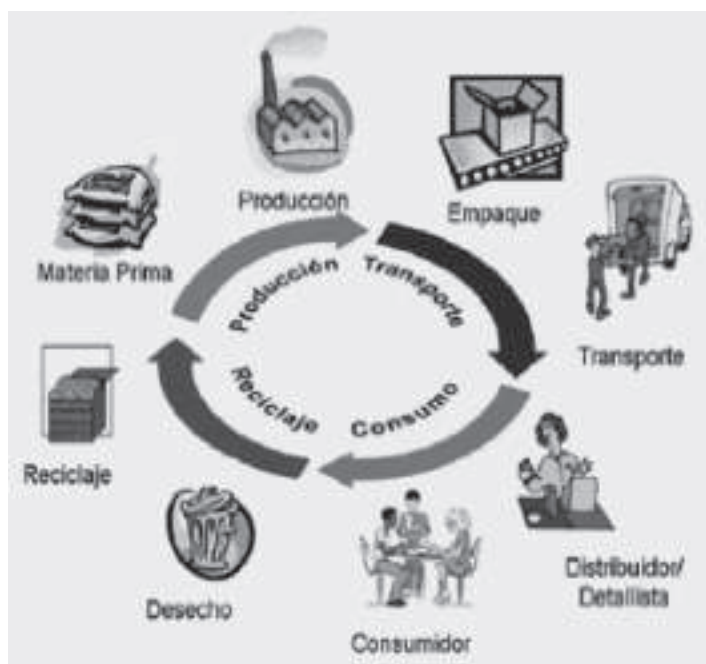 Producción
Empaque
Materia Prima
Transporte
Reciclaje
Distribuidor/
Detallista
Desecho
Consumidor
Producción
Transporte
Consumo
Reciclaje